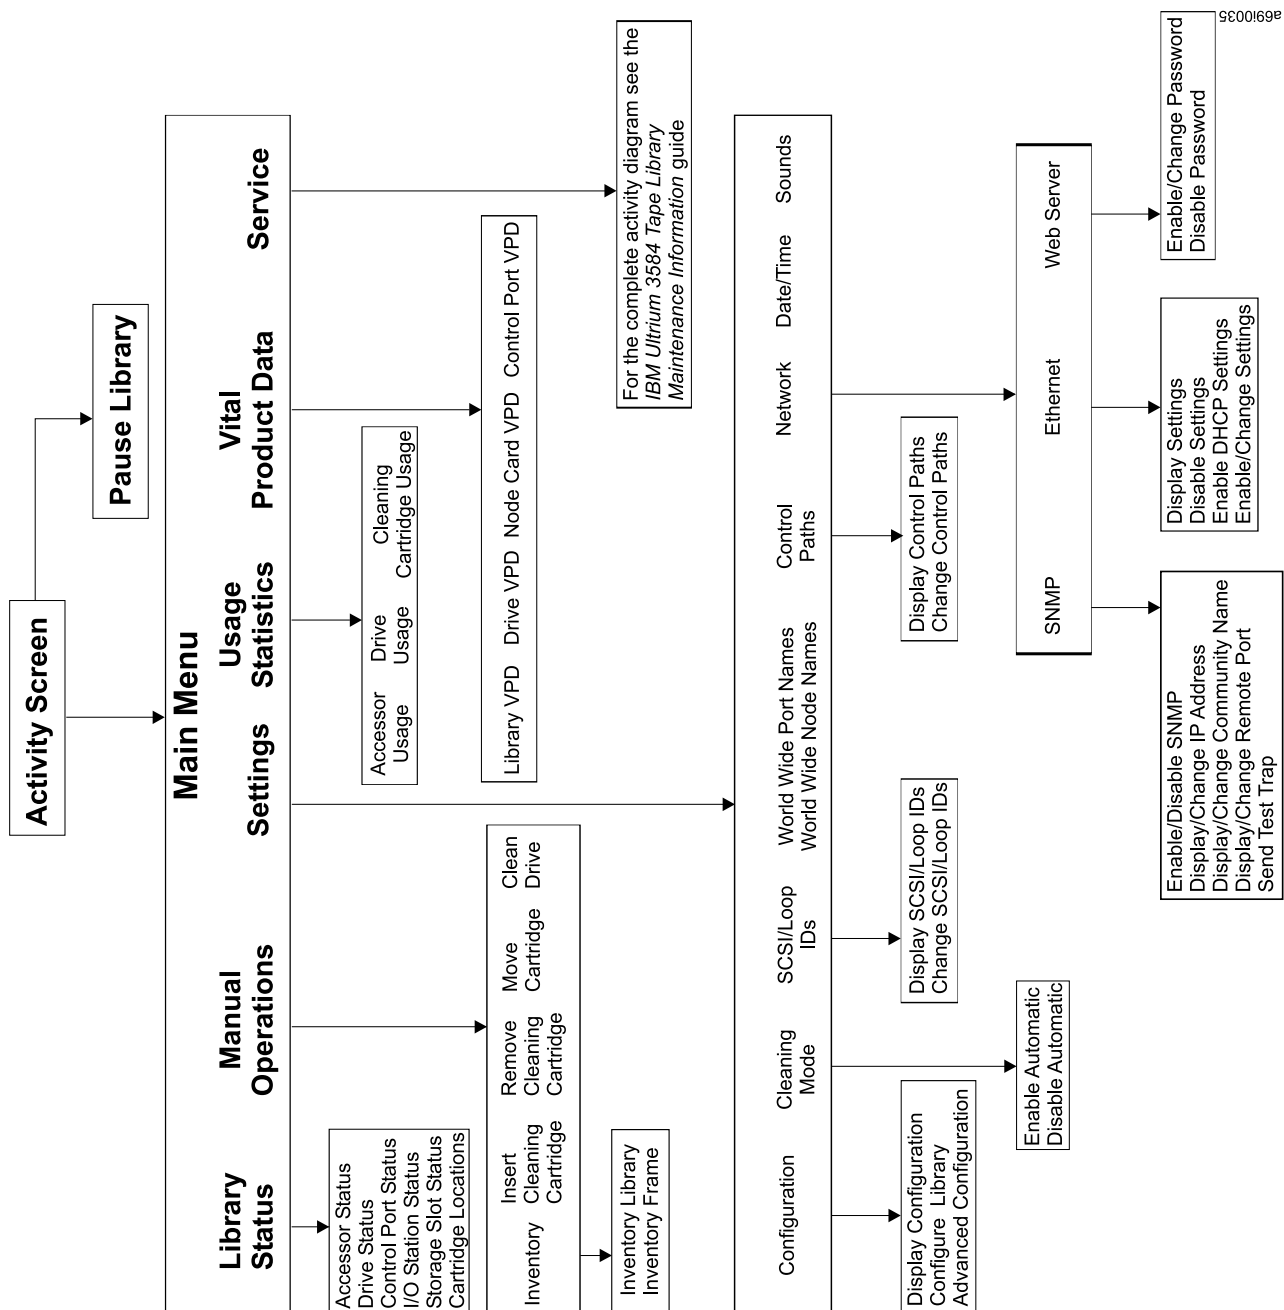 Activity Screen
Pause Library
Main Menu
Library
Status
Manual
Operations
Settings
Usage
Statistics
Vital
Product Data
Service
Accessor Status
Drive Status
Control Port Status
I/O Station Status
Storage Slot Status
Cartridge Locations
Accessor
Usage
Drive
Usage
Cleaning
Cartridge Usage
Library VPD
Drive VPD
Node Card VPD
Control Port VPD
Inventory
Insert
Cleaning
Cartridge
Remove
Cleaning
Cartridge
Move
Cartridge
Clean
Drive
Inventory Library
Inventory Frame
For the complete activity diagram see the
IBM Ultrium 3584 Tape Library
Maintenance Information guide
Configuration
Cleaning
Mode
SCSI/Loop
IDs
World Wide Port Names
World Wide Node Names
Control
Paths
Network
Date/Time
Sounds
Display Configuration
Configure Library
Advanced Configuration
Display SCSI/Loop IDs
Change SCSI/Loop IDs
Display Control Paths
Change Control Paths
Enable Automatic
Disable Automatic
SNMP
Ethernet
Web Server
Enable/Disable SNMP
Display/Change IP Address
Display/Change Community Name
Display/Change Remote Port
Send Test Trap
Display Settings
Disable Settings
Enable DHCP Settings
Enable/Change Settings
Enable/Change Password
Disable Password
a69i0035